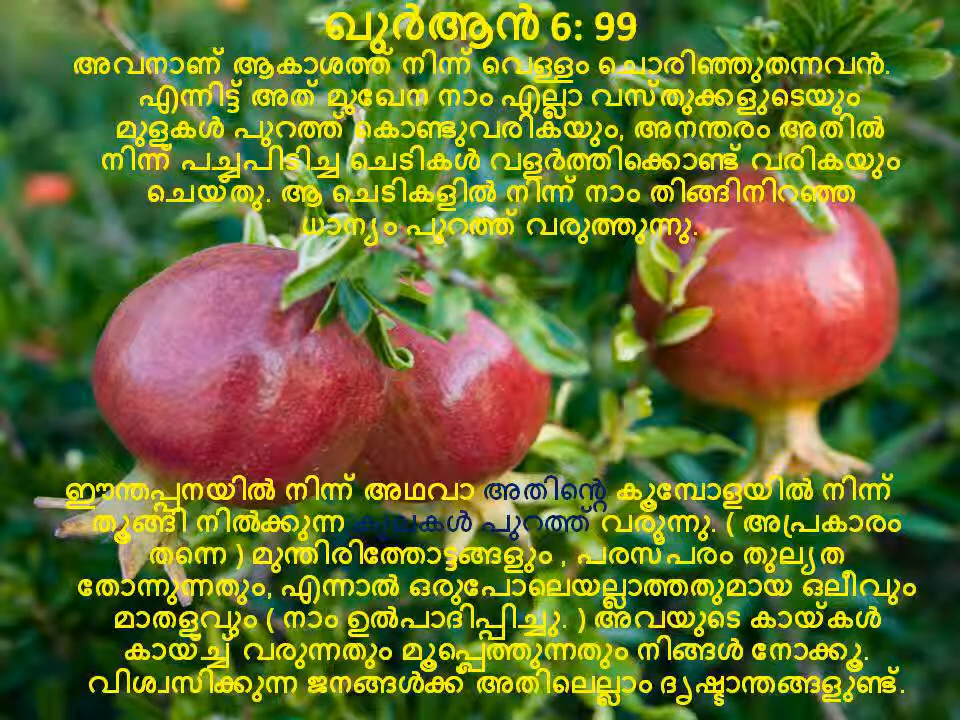 ഖുർആൻ 6: 99
അവനാണ് ആകാശത്ത് നിന്ന് വെള്ളം ചൊരിഞ്ഞുതന്നവൻ.
എന്നിട്ട് അത് മുഖേന നാം എല്ലാ വസ്തുക്കളുടെയും
മുളകൾ പുറത്ത് കൊണ്ടുവരികയും, അനന്തരം അതിൽ
നിന്ന് പച്ചപിടിച്ച ചെടികൾ വളർത്തിക്കൊണ്ട് വരികയും
ചെയ്തു. ആ ചെടികളിൽ നിന്ന് നാം തിങ്ങിനിറഞ്ഞ
ധാന്യം പുറത്ത് വരുത്തുന്നു.
ഈന്തപ്പനയിൽ നിന്ന് അഥവാ അതിന്റെ കൂമ്പോളയിൽ നിന്ന്
തൂങ്ങി നിൽക്കുന്ന കുലകൾ പുറത്ത് വരുന്നു. ( അപ്രകാരം
തന്നെ ) മുന്തിരിത്തോട്ടങ്ങളും , പരസ്പരം തുല്യത
തോന്നുന്നതും, എന്നാൽ ഒരുപോലെയല്ലാത്തതുമായ ഒലീവും
മാതളവും ( നാം ഉൽപാദിപ്പിച്ചു. ) അവയുടെ കായ്കൾ
കായ്ച്ച് വരുന്നതും മൂപ്പെത്തുന്നതും നിങ്ങൾ നോക്കൂ.
വിശ്വസിക്കുന്ന ജനങ്ങൾക്ക് അതിലെല്ലാം ദൃഷ്ടാന്തങ്ങളുണ്ട്.